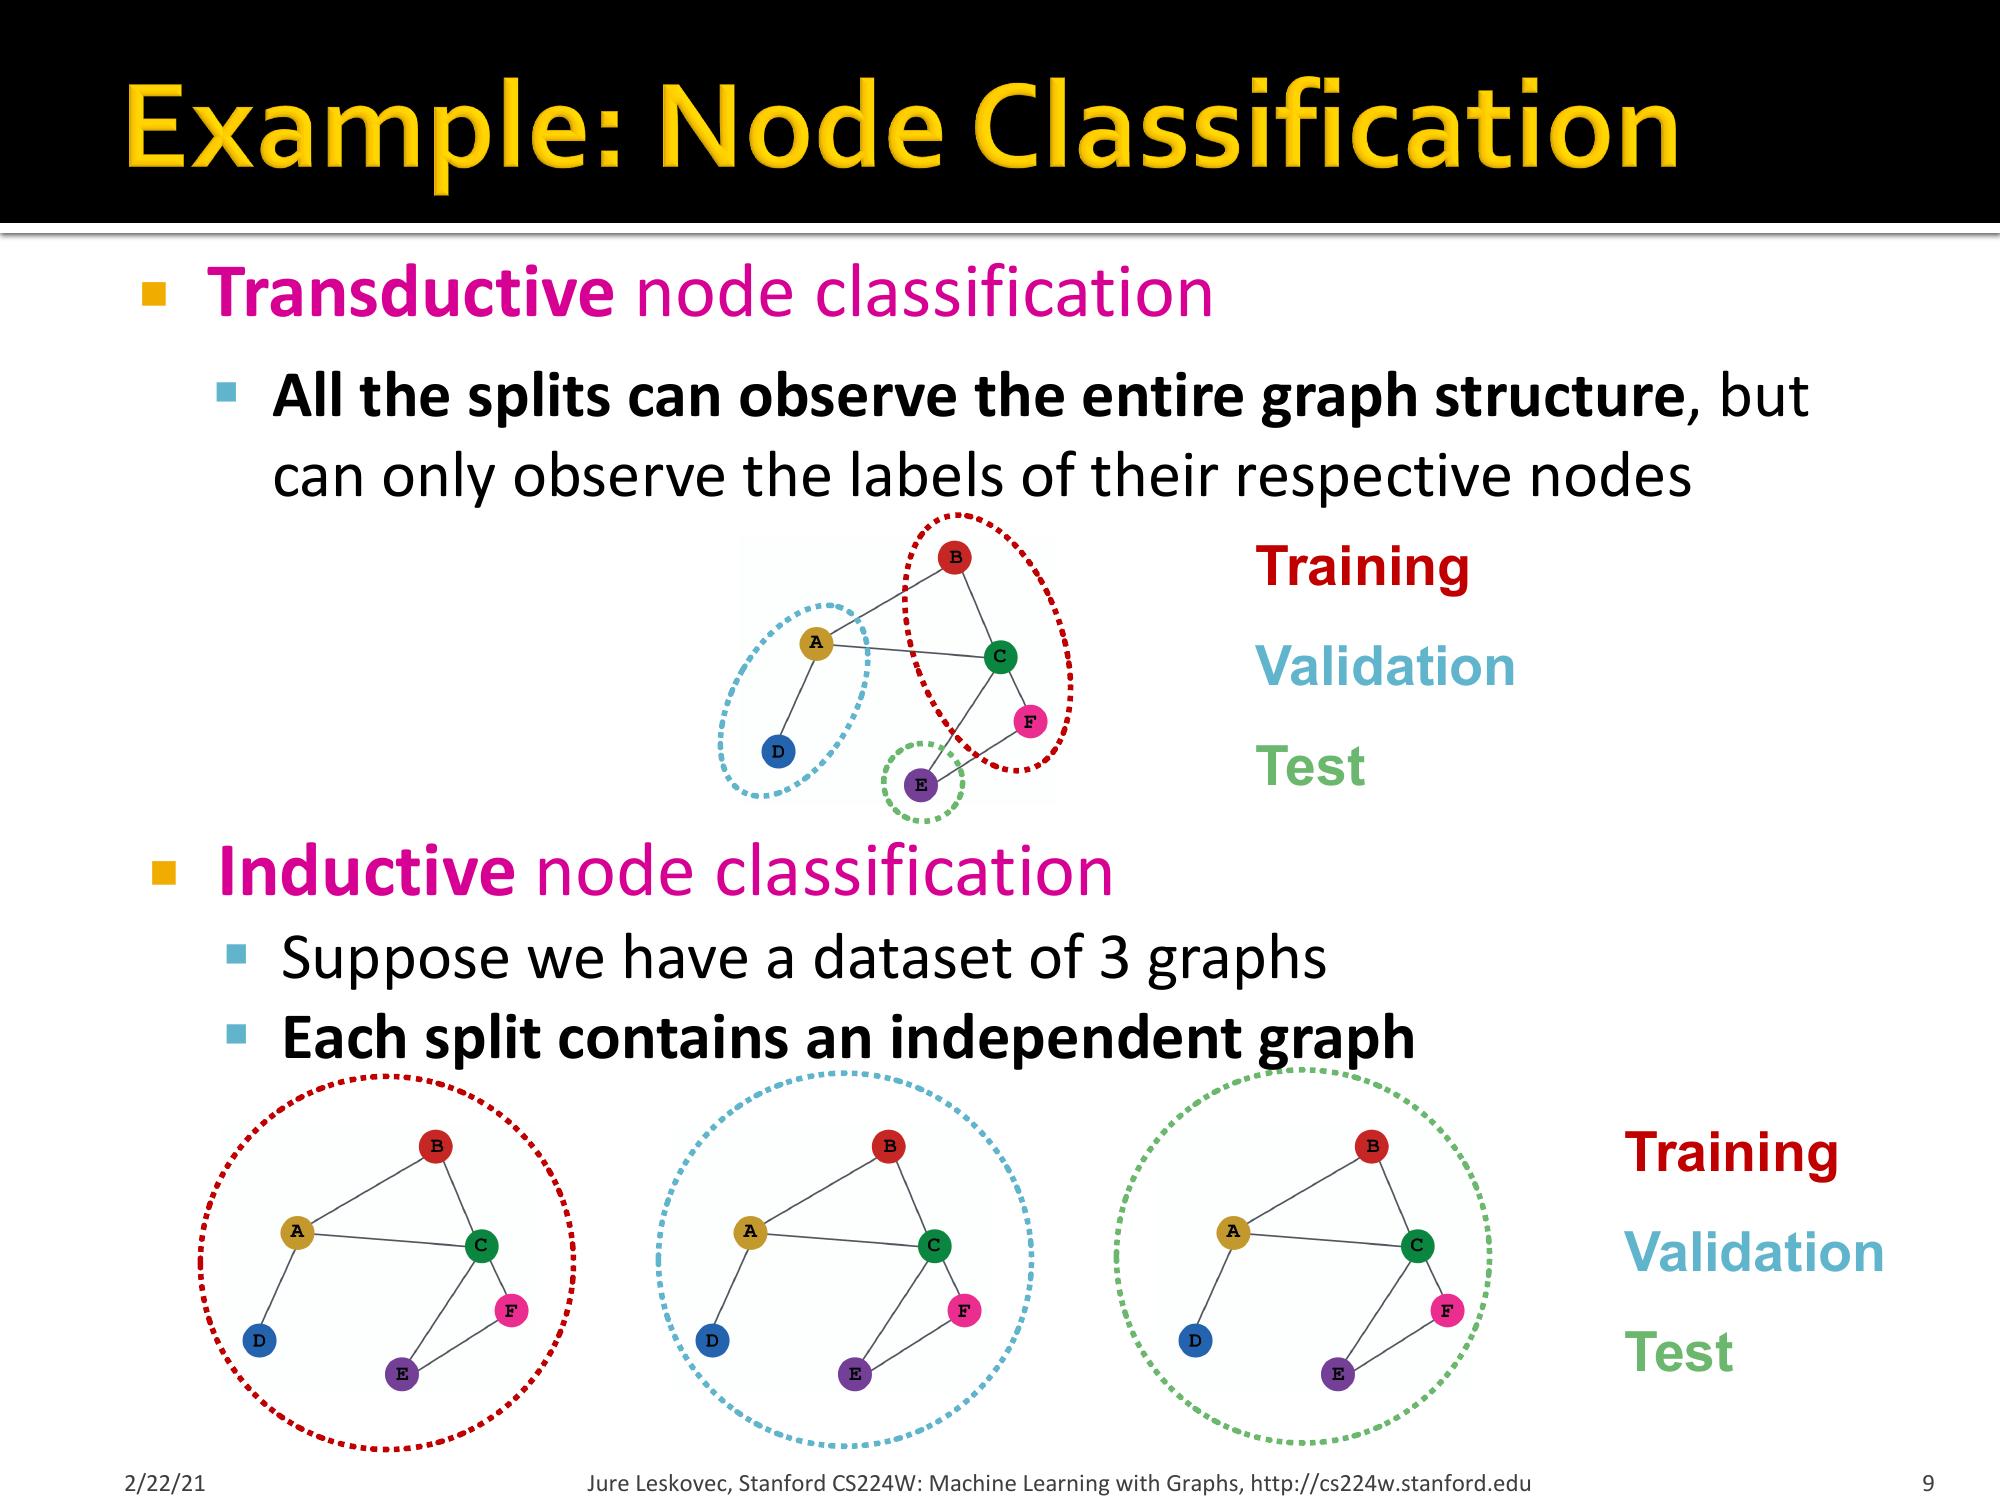 Example: Node Classification
Transductive node classification
All the splits can observe the entire graph structure, but
can only observe the labels of their respective nodes
B
A
C
F
D
E
Training
Validation
Test
Inductive node classification
Suppose we have a dataset of 3 graphs
Each split contains an independent graph
B
A
C
F
D
E
B
A
C
F
D
E
B
A
C
F
D
E
Training
Validation
Test
2/22/21
Jure Leskovec, Stanford CS224W: Machine Learning with Graphs, http://cs224w.stanford.edu
9